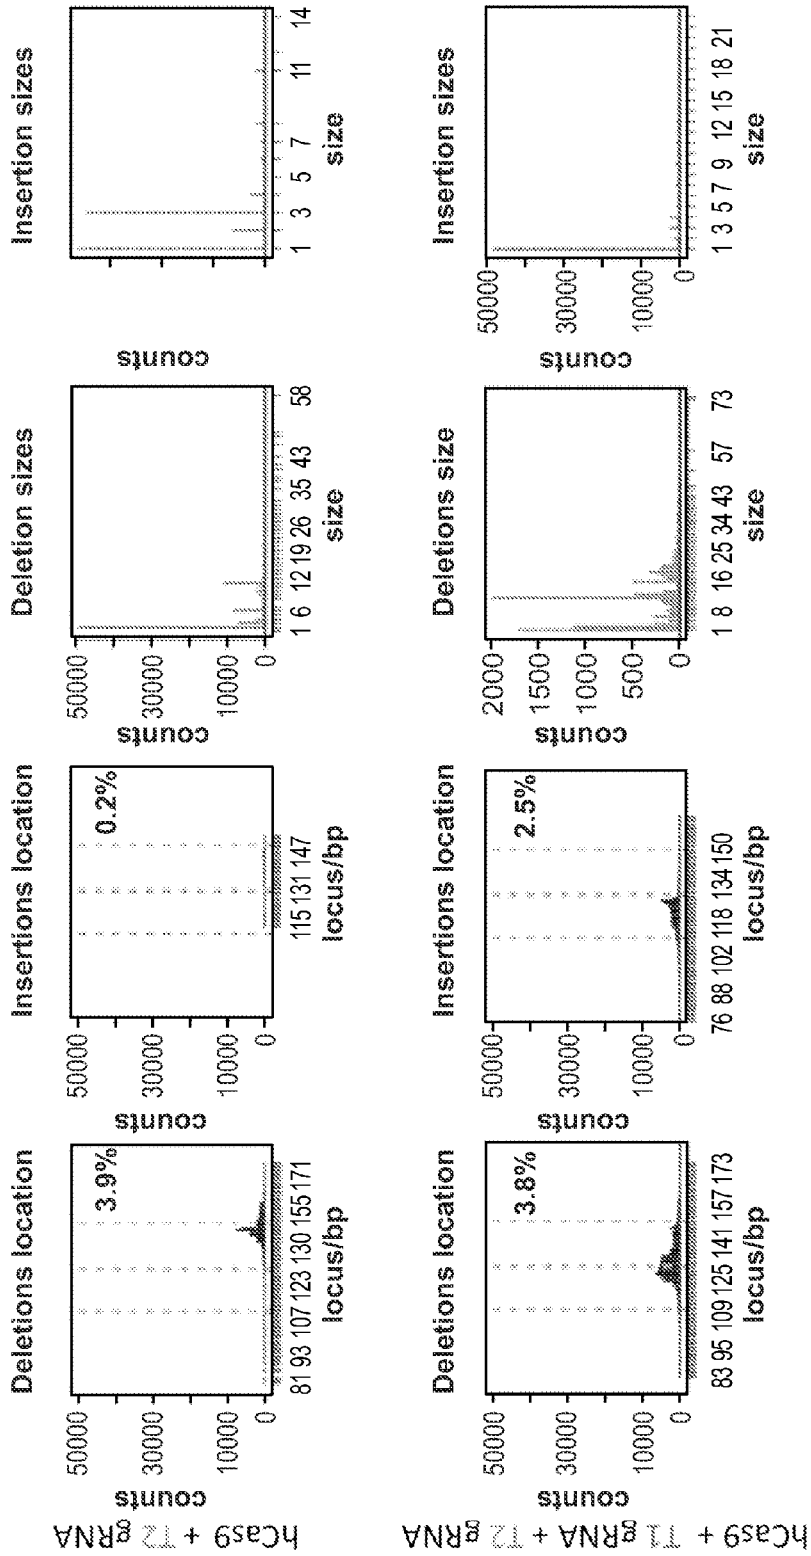 hCas9 + T2 gRNA
Deletions location
counts
50000
30000
10000
0
3.9%
81 93 107 123 130 155 171
locus/bp
Insertions location
counts
50000
30000
10000
0
0.2%
115 131 147
locus/bp
Deletion sizes
counts
50000
30000
10000
0
1 6 12 19 26 35 43 58
size
Insertion sizes
counts
1 3 5 7 11 14
size
hCas9 + T1 gRNA + T2 gRNA
Deletions location
counts
50000
30000
10000
0
3.8%
83 95 109 125 141 157 173
locus/bp
Insertions location
counts
50000
30000
10000
0
2.5%
76 88 102 118 134 150
locus/bp
Deletions size
counts
2000
1500
1000
500
0
1 8 16 25 34 43 57 73
size
Insertion sizes
counts
50000
30000
10000
0
1 3 5 7 9 12 15 18 21
size